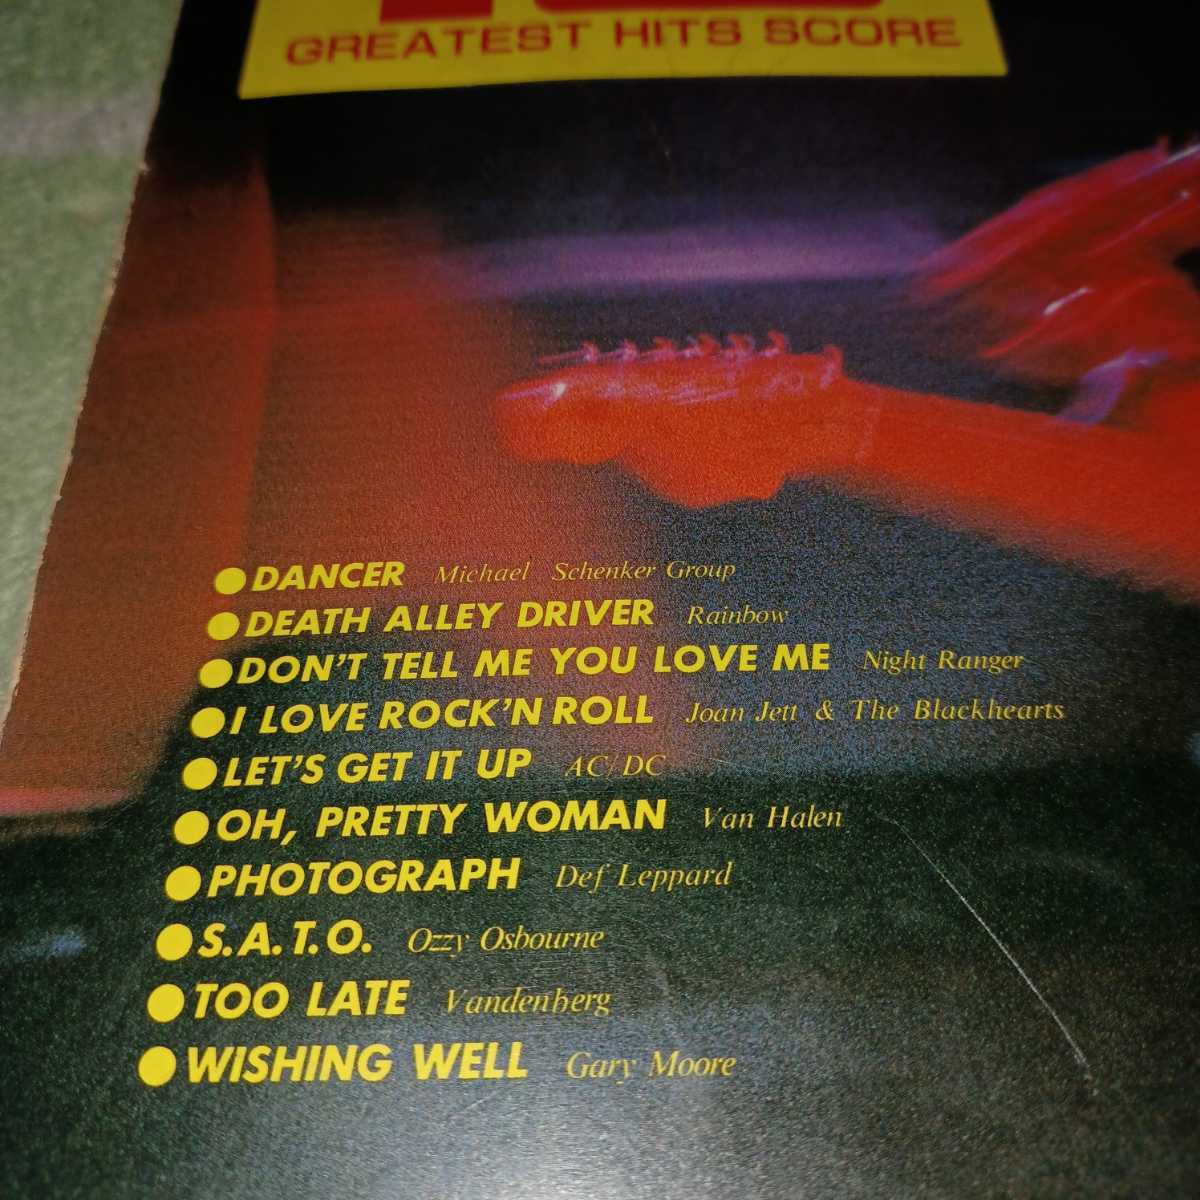 GREATEST HITS SCORE
●DANCER Michael Schenker Group
●DEATH ALLEY DRIVER Rainbow
●DON'T TELL ME YOU LOVE ME Night Ranger
●I LOVE ROCK'N ROLL Joan Jett & The Blackhearts
●LET'S GET IT UP AC/DC
●OH, PRETTY WOMAN Van Halen
●PHOTOGRAPH Def Leppard
●S.A.T.O. Ozzy Osbourne
●TOO LATE Vandenberg
●WISHING WELL Gary Moore